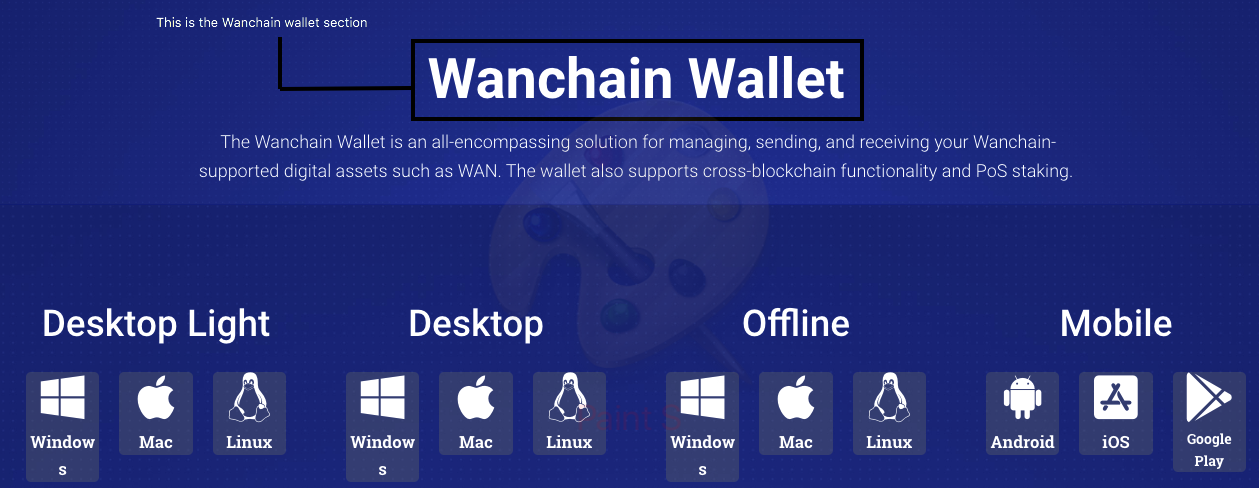 This is the Wanchain wallet section
Wanchain Wallet
The Wanchain Wallet is an all-encompassing solution for managing, sending, and receiving your Wanchain-
supported digital assets such as WAN. The wallet also supports cross-blockchain functionality and PoS staking.
Desktop Light
Desktop
Offline
Mobile
Window
s
Mac
Linux
Window
s
Mac
Linux
Window
s
Mac
Linux
Android
iOS
Google
Play